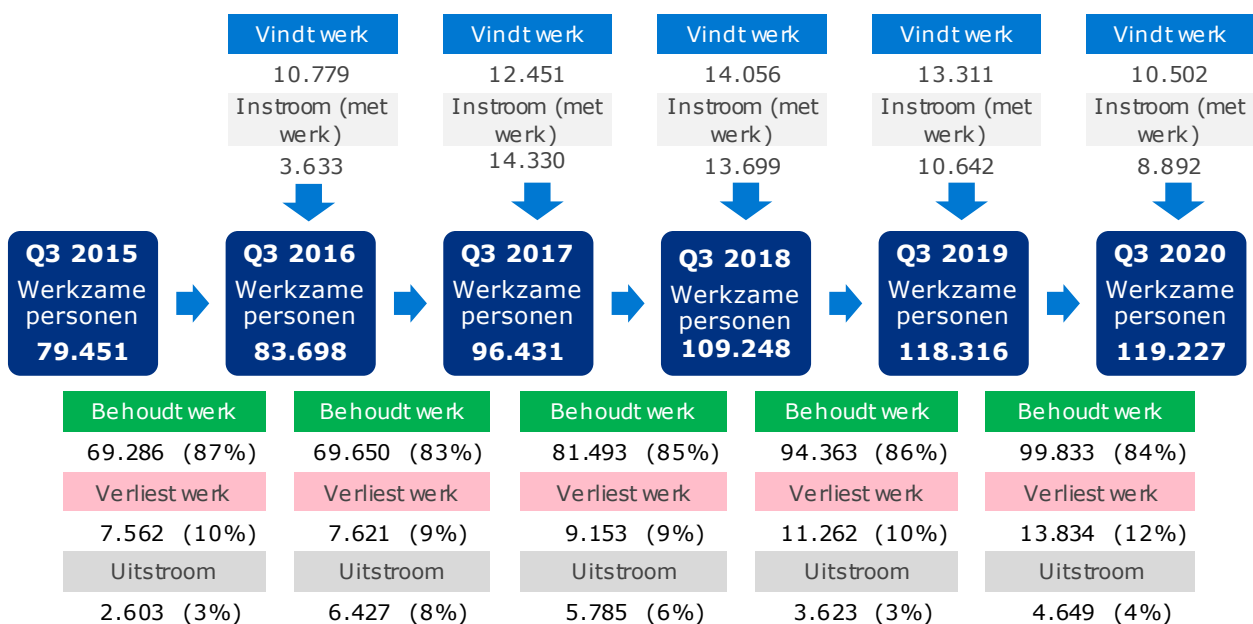 Vindt werk Vindt werk Vindt werk Vindt werk Vindt werk
10.779 12.451 14.056 13.311 10.502
Instroom (met Instroom (met Instroom (met Instroom (met Instroom (met
werk) werk) werk) werk) werk)
3.633 14.330 13.699 10.642 8.892
Q3 2015 Q3 2016 Q3 2017 Q3 2018 Q3 2019 Q3 2020
Werkzame Werkzame Werkzame Werkzame Werkzame Werkzame
personen personen personen personen personen personen
79.451 83.698 96.431 109.248 118.316 119.227
Behoudt werk Behoudt werk Behoudt werk Behoudt werk Behoudt werk
69.286 (87%) 69.650 (83%) 81.493 (85%) 94.363 (86%) 99.833 (84%)
Verliest werk Verliest werk Verliest werk Verliest werk Verliest werk
7.562 (10%) 7.621 (9%) 9.153 (9%) 11.262 (10%) 13.834 (12%)
Uitstroom Uitstroom Uitstroom Uitstroom Uitstroom
2.603 (3%) 6.427 (8%) 5.785 (6%) 3.623 (3%) 4.649 (4%)